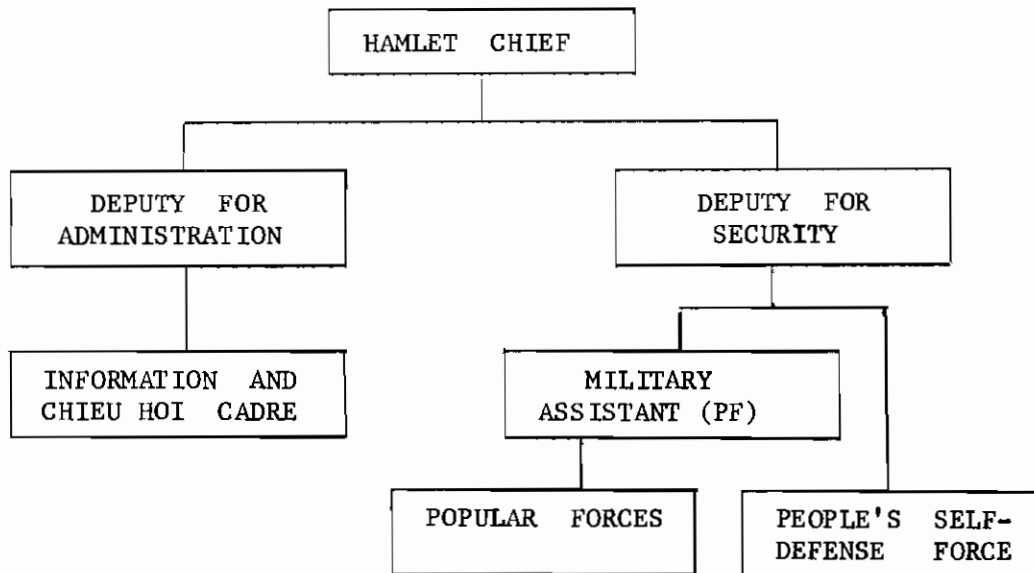 HAMLET CHIEF
DEPUTY FOR
ADMINISTRATION
DEPUTY FOR
SECURITY
INFORMATION AND
CHIEU HOI CADRE
MILITARY
ASSISTANT (PF)
POPULAR FORCES
PEOPLE'S SELF-
DEFENSE FORCE